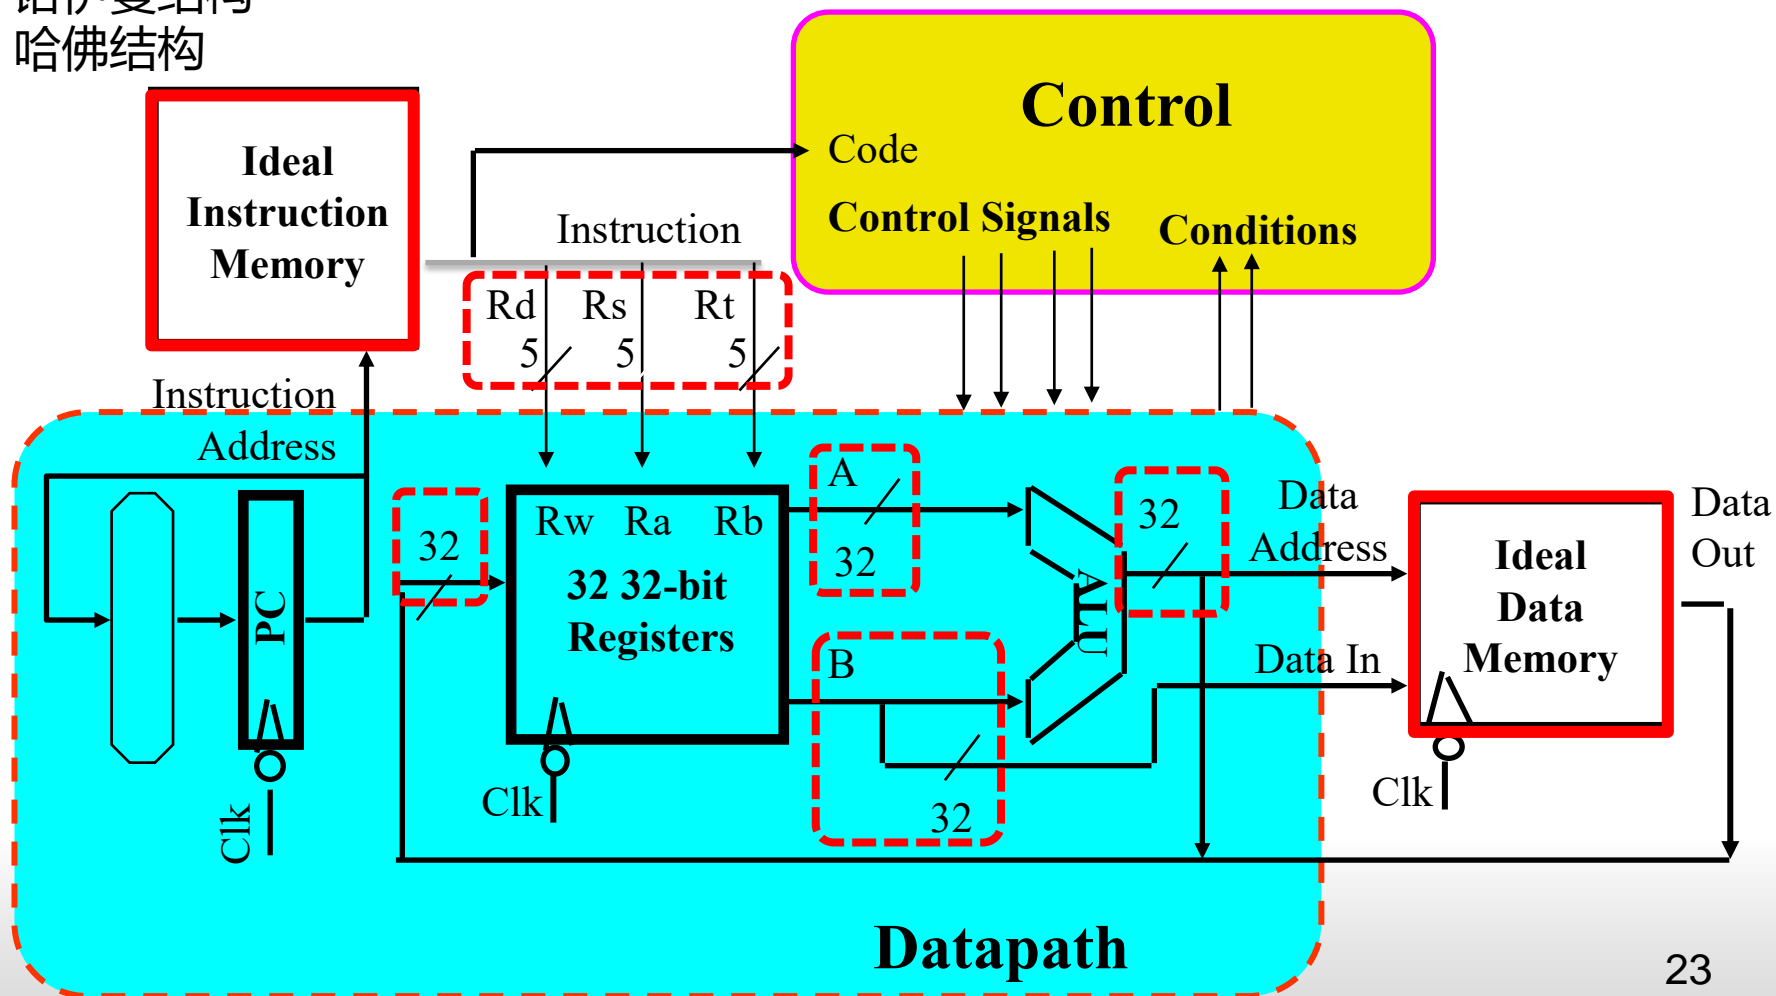 哈佛结构
Control
Code
Control Signals
Conditions
Ideal
Instruction
Memory
Instruction
Rd
Rs
Rt
5
5
5
Instruction
Address
PC
Clk
32
Rw
Ra
Rb
32 32-bit
Registers
Clk
A
32
B
32
ALU
32
Data
Address
Data In
Ideal
Data
Memory
Clk
Data
Out
Datapath
23